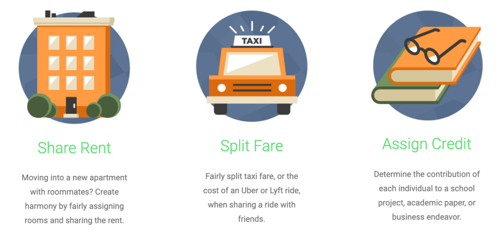 TAXI
Share Rent
Moving into a new apartment
with roommates? Create
harmony by fairly assigning
rooms and sharing the rent.
Split Fare
Fairly split taxi fare, or the
cost of an Uber or Lyft ride,
when sharing a ride with
friends.
Assign Credit
Determine the contribution of
each individual to a school
project, academic paper, or
business endeavor.